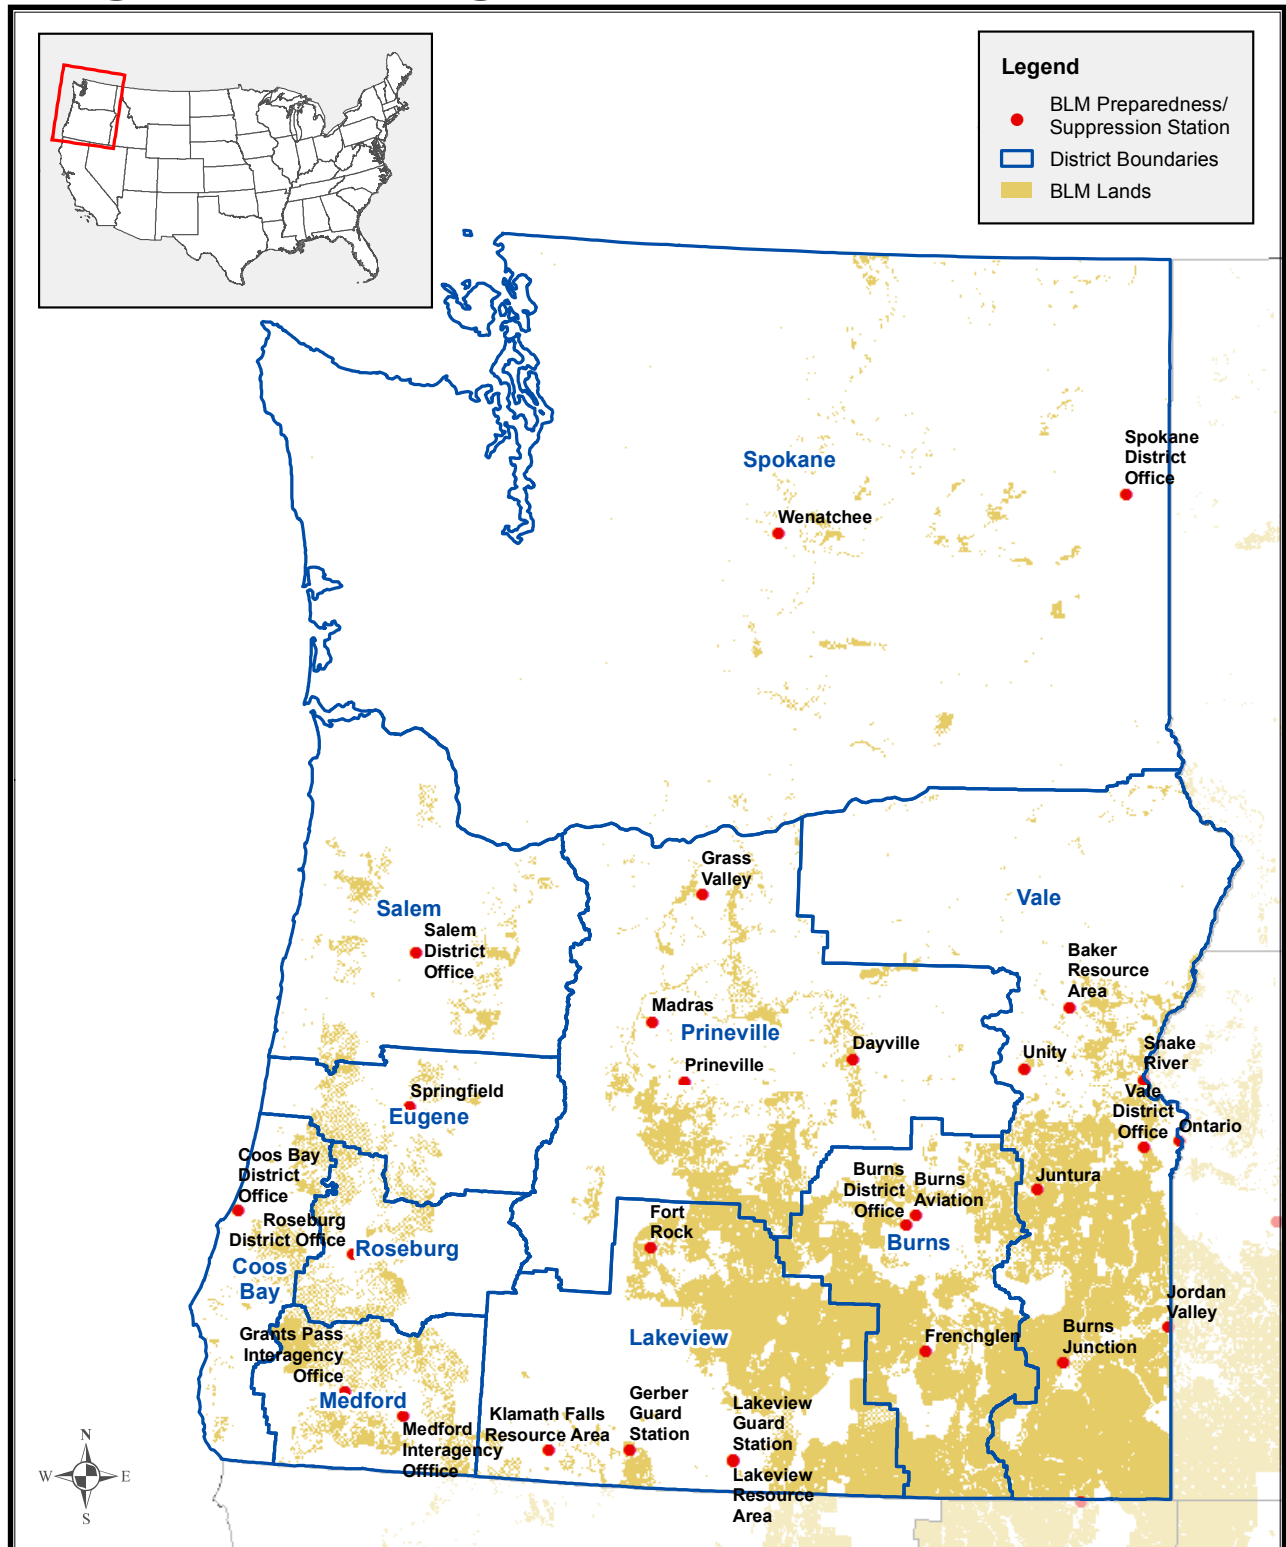 Legend
BLM Preparedness/
Suppression Station
District Boundaries
BLM Lands
Spokane
District
Office
Spokane
Wenatchee
Grass
Valley
Vale
Salem
Salem
District
Office
Baker
Resource
Area
Madras
Prineville
Dayville
Unity
Snake
River
Prineville
Springfield
Eugene
Vale
District
Office
Ontario
Coos Bay
District
Office
Burns
District
Office
Burns
Aviation
Juntura
Roseburg
District Office
Roseburg
Fort
Rock
Burns
Coos
Bay
Jordan
Valley
Grants Pass
Interagency
Office
Lakeview
Frenchglen
Burns
Junction
Medford
Gerber
Guard
Station
Lakeview
Guard
Station
Klamath Falls
Resource Area
Medford
Interagency
Offfice
Lakeview
Resource
Area
N
W
E
S